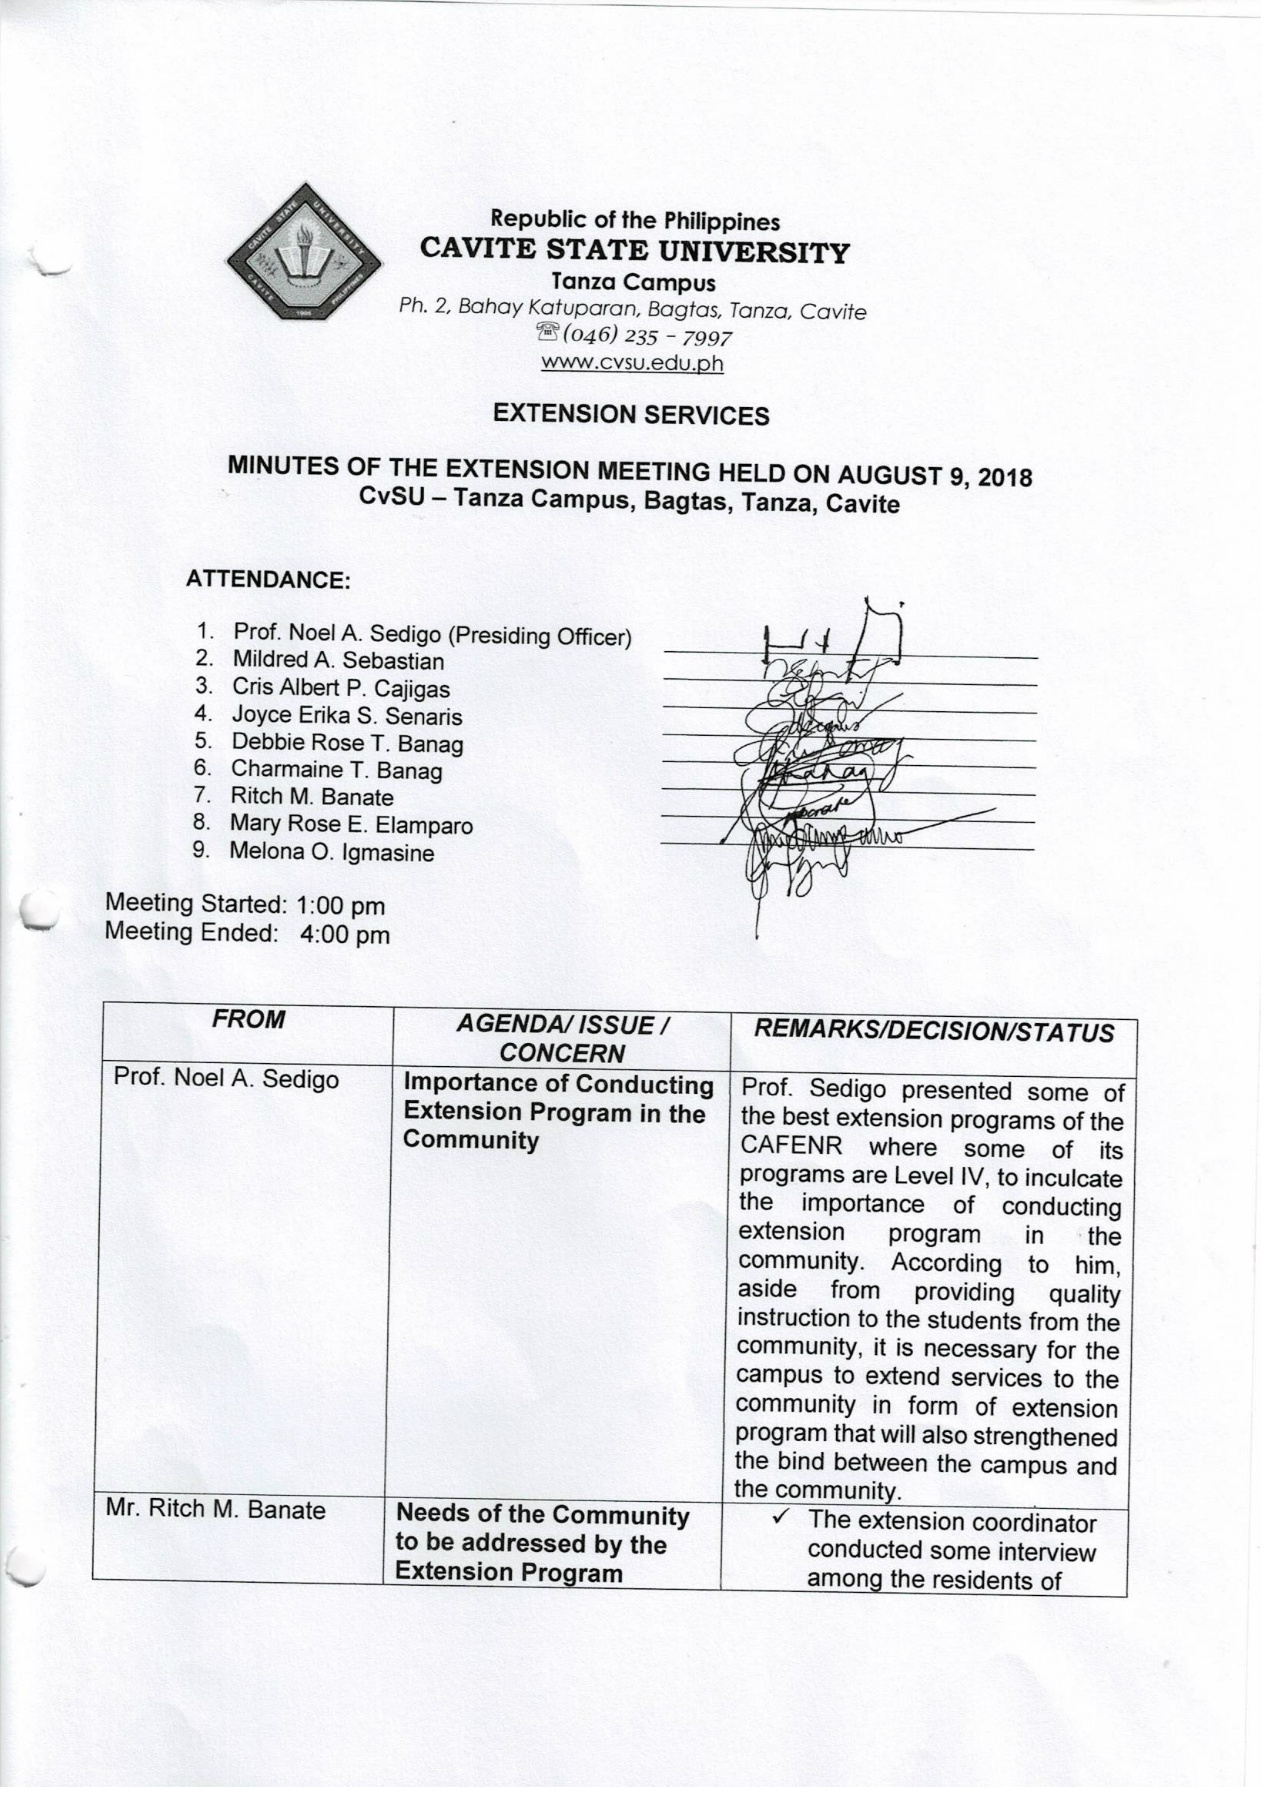 CAVITE STATE UNIVERSITY
CAVITE PHILIPPINES
1906
Republic of the Philippines
CAVITE STATE UNIVERSITY
Tanza Campus
Ph. 2, Bahay Katuparan, Bagtas, Tanza, Cavite
☏(046) 235 - 7997
www.cvsu.edu.ph
EXTENSION SERVICES
MINUTES OF THE EXTENSION MEETING HELD ON AUGUST 9, 2018
CvSU – Tanza Campus, Bagtas, Tanza, Cavite
ATTENDANCE:
1. Prof. Noel A. Sedigo (Presiding Officer)
2. Mildred A. Sebastian
3. Cris Albert P. Cajigas
4. Joyce Erika S. Senaris
5. Debbie Rose T. Banag
6. Charmaine T. Banag
7. Ritch M. Banate
8. Mary Rose E. Elamparo
9. Melona O. Igmasine
Meeting Started: 1:00 pm
Meeting Ended: 4:00 pm
FROM
AGENDA/ ISSUE /
CONCERN
REMARKS/DECISION/STATUS
Prof. Noel A. Sedigo
Importance of Conducting
Extension Program in the
Community
Prof. Sedigo presented some of
the best extension programs of the
CAFENR where some of its
programs are Level IV, to inculcate
the importance of conducting
extension program in the
community. According to him,
aside from providing quality
instruction to the students from the
community, it is necessary for the
campus to extend services to the
community in form of extension
program that will also strengthened
the bind between the campus and
the community.
Mr. Ritch M. Banate
Needs of the Community
to be addressed by the
Extension Program
✓ The extension coordinator
conducted some interview
among the residents of